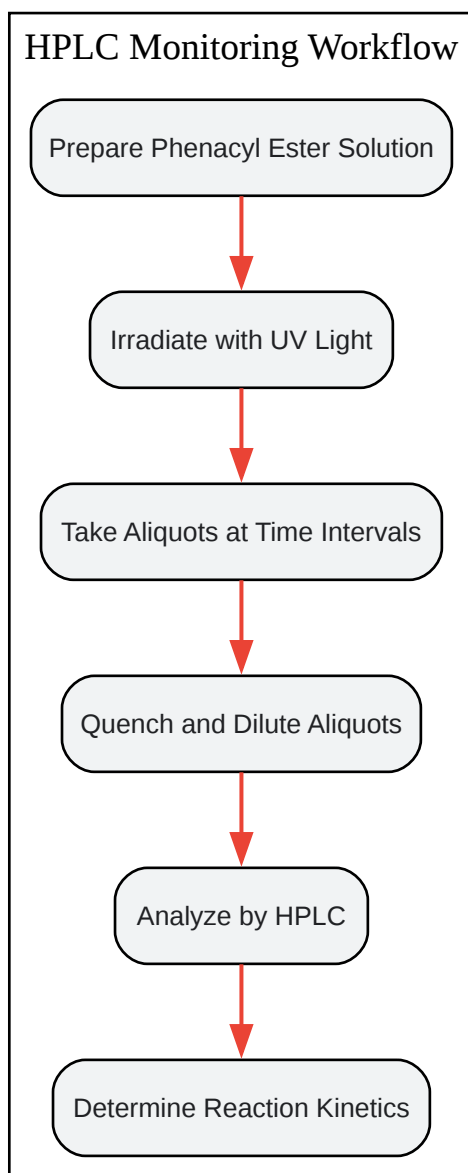 HPLC Monitoring Workflow
Prepare Phenacyl Ester Solution
Irradiate with UV Light
Take Aliquots at Time Intervals
Quench and Dilute Aliquots
Analyze by HPLC
Determine Reaction Kinetics